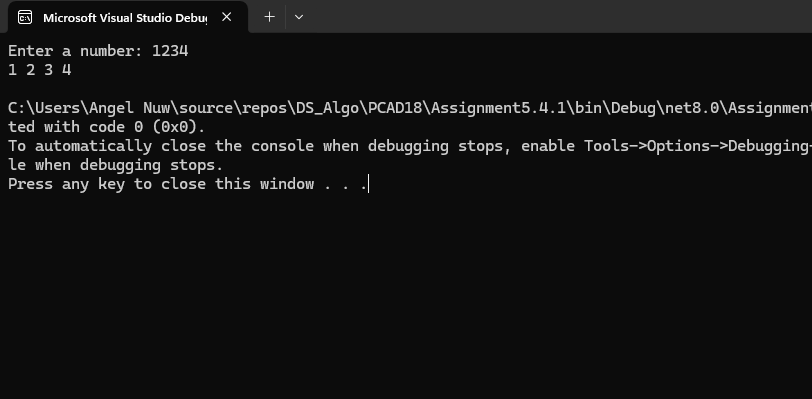 Microsoft Visual Studio Debug
Enter a number: 1234
1 2 3 4
C:\Users\Angel Nuw\source\repos\DS_Algo\PCAD18\Assignment5.4.1\bin\Debug\net8.0\Assignment
ted with code 0 (0x0).
To automatically close the console when debugging stops, enable Tools->Options->Debugging-
le when debugging stops.
Press any key to close this window . . .